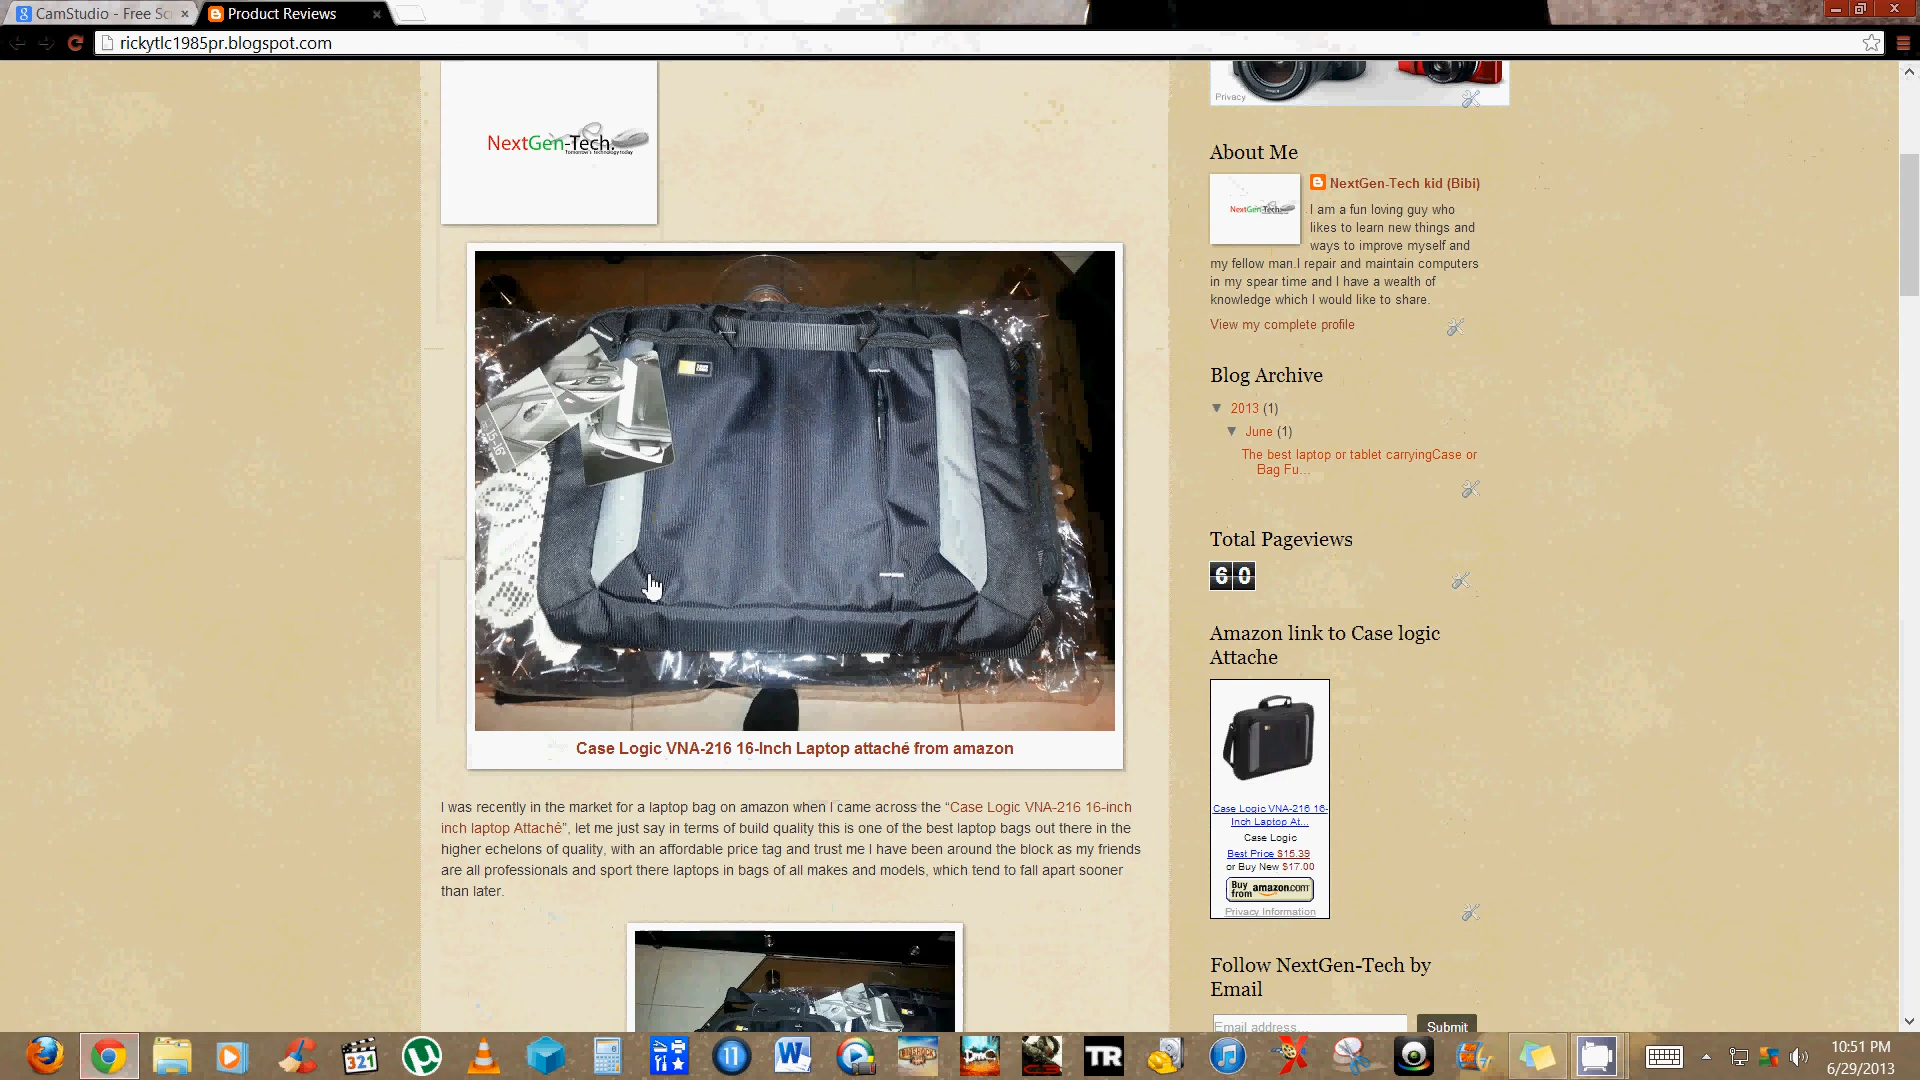 CamStudio - Free Sc
Product Reviews
rickytlc1985pr.blogspot.com
NextGen-Tech.
Tomorrow's technology today
Case Logic VNA-216 16-Inch Laptop attaché from amazon
I was recently in the market for a laptop bag on amazon when I came across the “Case Logic VNA-216 16-inch
inch laptop Attaché”, let me just say in terms of build quality this is one of the best laptop bags out there in the
higher echelons of quality, with an affordable price tag and trust me I have been around the block as my friends
are all professionals and sport there laptops in bags of all makes and models, which tend to fall apart sooner
than later.
Privacy
About Me
NextGen-Tech kid (Bibi)
NextGen-Tech.
I am a fun loving guy who
likes to learn new things and
ways to improve myself and
my fellow man.I repair and maintain computers
in my spear time and I have a wealth of
knowledge which I would like to share.
View my complete profile
Blog Archive
▼ 2013 (1)
▼ June (1)
The best laptop or tablet carryingCase or
Bag Fu...
Total Pageviews
60
Amazon link to Case logic
Attache
Case Logic VNA-216 16-
Inch Laptop At...
Case Logic
Best Price $15.39
or Buy New $17.00
Buy from amazon.com
Privacy Information
Follow NextGen-Tech by
Email
Email address...
Submit
321
11
W
DmC
TR
10:51 PM
6/29/2013